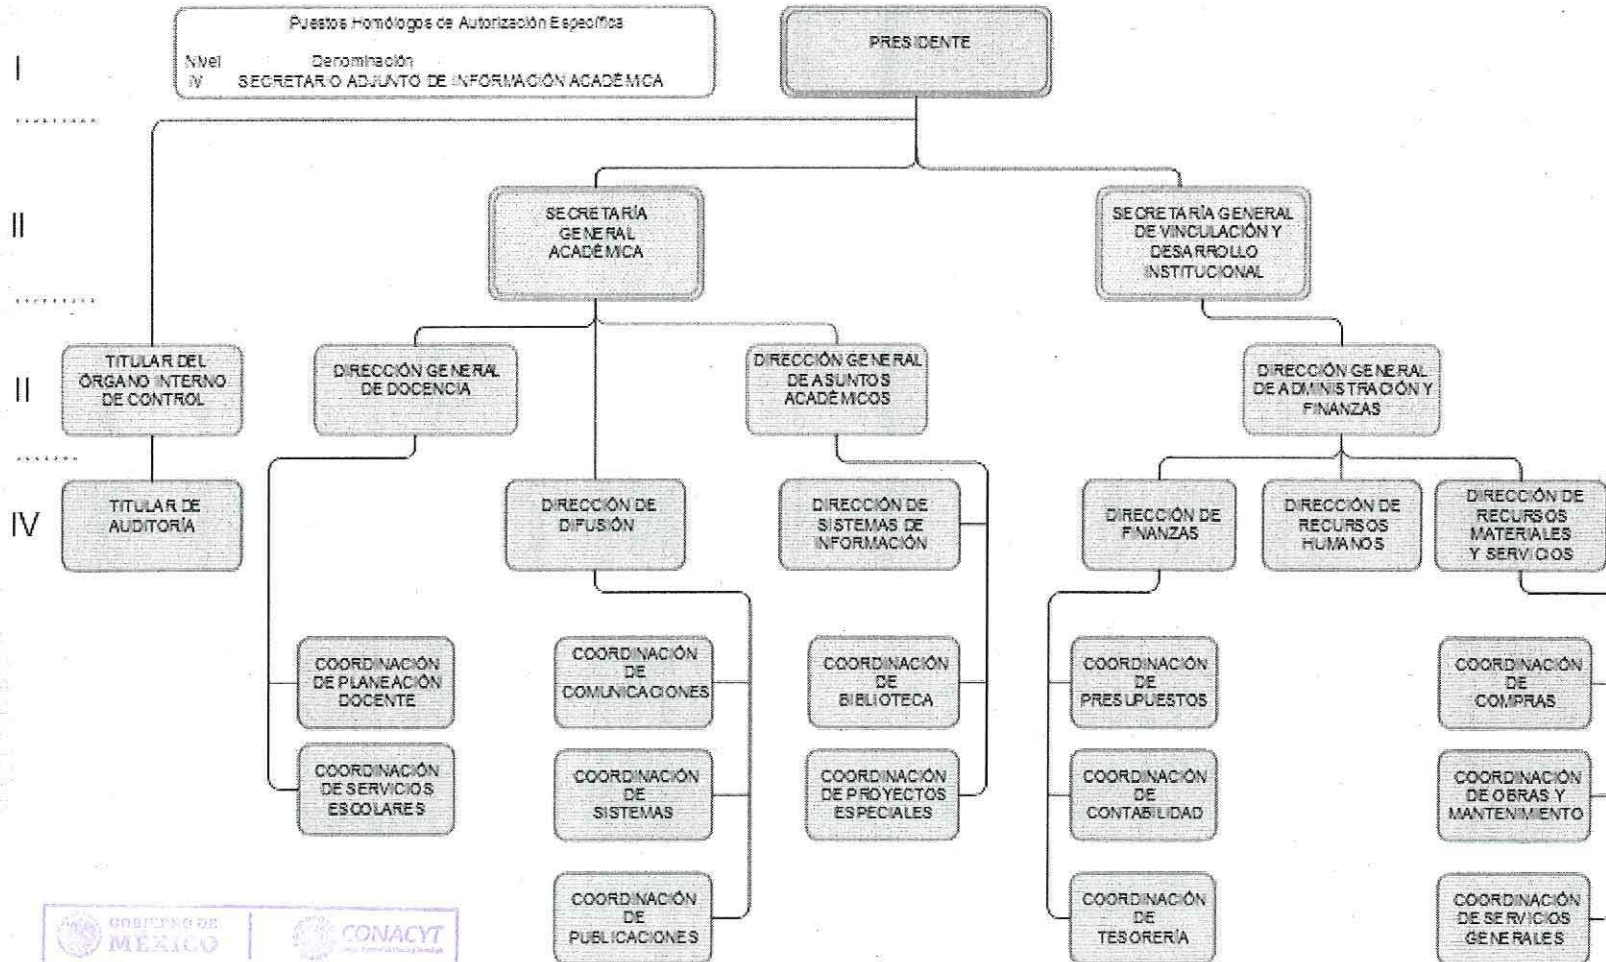 Puestos Homólogos de Autorización Específica
Nivel Denominación
IV SECRETARIO ADJUNTO DE INFORMACIÓN ACADÉMICA
PRESIDENTE
I
SECRETARÍA
GENERAL
ACADÉMICA
SECRETARÍA GENERAL
DE VINCULACIÓN Y
DESARROLLO
INSTITUCIONAL
II
TITULAR DEL
ÓRGANO INTERNO
DE CONTROL
DIRECCIÓN GENERAL
DE DOCENCIA
DIRECCIÓN GENERAL
DE ASUNTOS
ACADÉMICOS
DIRECCIÓN GENERAL
DE ADMINISTRACIÓN Y
FINANZAS
II
TITULAR DE
AUDITORÍA
DIRECCIÓN DE
DIFUSIÓN
DIRECCIÓN DE
SISTEMAS DE
INFORMACIÓN
DIRECCIÓN DE
FINANZAS
DIRECCIÓN DE
RECURSOS
HUMANOS
DIRECCIÓN DE
RECURSOS
MATERIALES
Y SERVICIOS
IV
COORDINACIÓN
DE PLANEACIÓN
DOCENTE
COORDINACIÓN
DE
COMUNICACIONES
COORDINACIÓN
DE
BIBLIOTECA
COORDINACIÓN
DE
PRESUPUESTOS
COORDINACIÓN
DE
COMPRAS
COORDINACIÓN
DE SERVICIOS
ESCOLARES
COORDINACIÓN
DE
SISTEMAS
COORDINACIÓN
DE PROYECTOS
ESPECIALES
COORDINACIÓN
DE
CONTABILIDAD
COORDINACIÓN
DE OBRAS Y
MANTENIMIENTO
COORDINACIÓN
DE
PUBLICACIONES
COORDINACIÓN
DE
TESORERÍA
COORDINACIÓN
DE SERVICIOS
GENERALES
GOBIERNO DE
MÉXICO
CONACYT